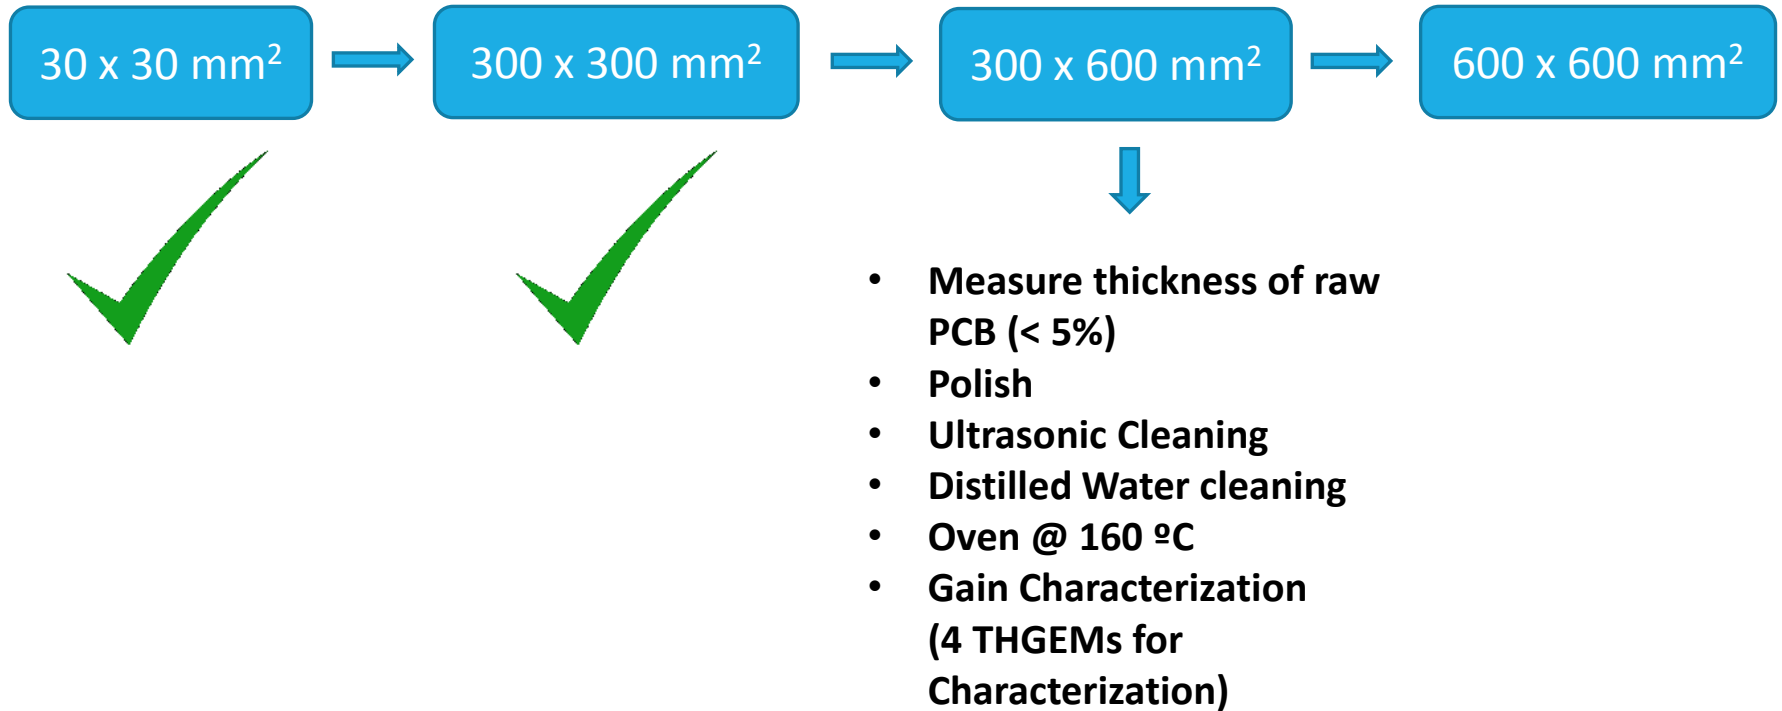 30 x 30 mm²
300 x 300 mm²
300 x 600 mm²
600 x 600 mm²
• Measure thickness of raw
PCB (< 5%)
• Polish
• Ultrasonic Cleaning
• Distilled Water cleaning
• Oven @ 160 ºC
• Gain Characterization
(4 THGEMs for
Characterization)